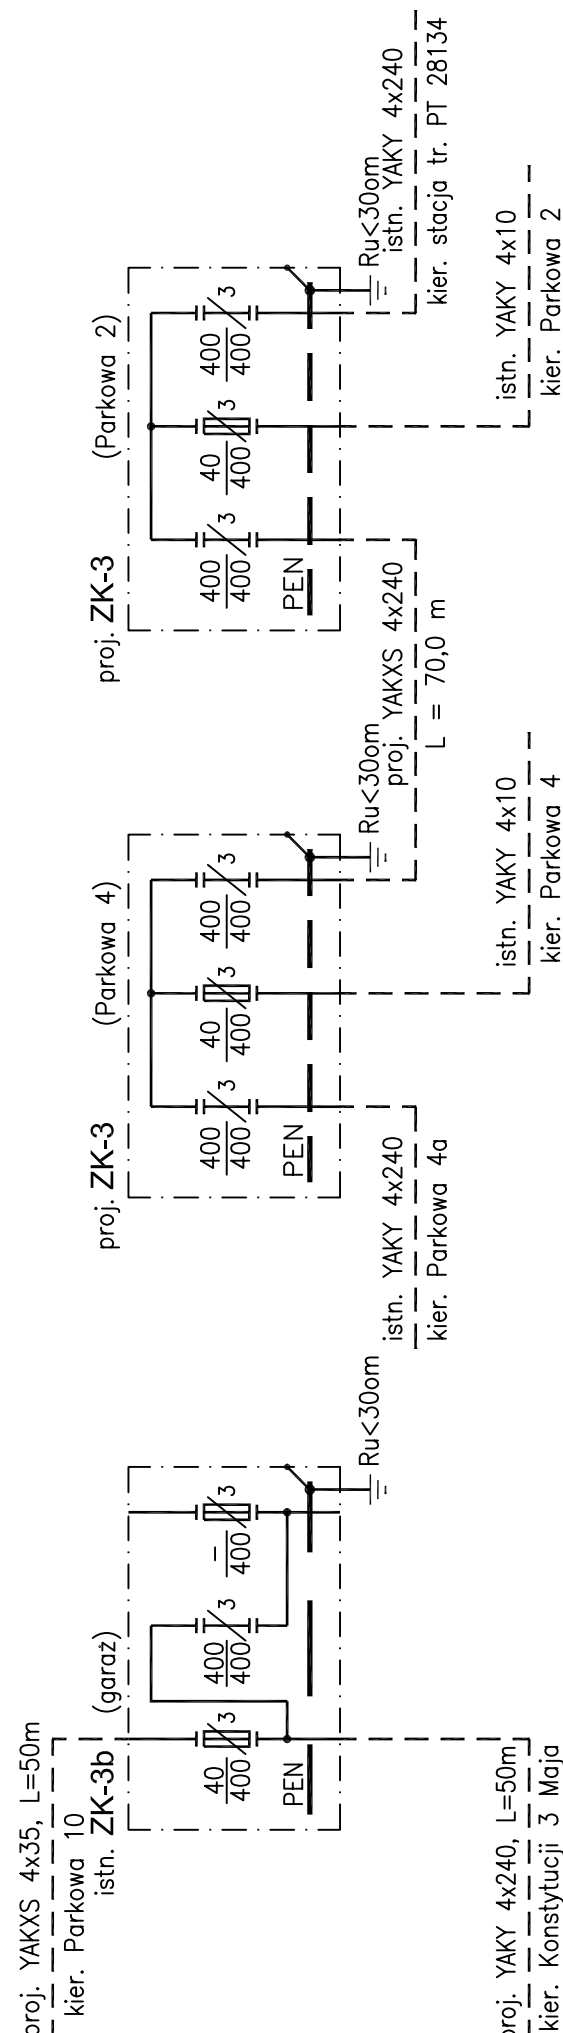 Ru<30om
istn. YAKY 4x240
kier. stacja tr. PT 28134
istn. YAKY 4x10
kier. Parkowa 2
proj. ZK-3
(Parkowa 2)
400
400
3
40
400
3
400
400
3
PEN
proj. YAKXS 4x240
L = 70,0 m
Ru<30om
istn. YAKY 4x10
kier. Parkowa 4
proj. ZK-3
(Parkowa 4)
400
400
3
40
400
3
400
400
3
PEN
istn. YAKY 4x240
kier. Parkowa 4a
Ru<30om
istn. ZK-3b
(garaż)
40
400
3
400
400
3
–
400
3
PEN
proj. YAKXS 4x35, L=50m
kier. Parkowa 10
proj. YAKY 4x240, L=50m
kier. Konstytucji 3 Maja